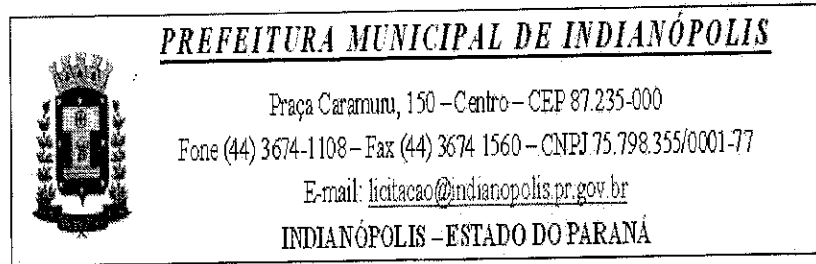 PREFEITURA MUNICIPAL DE INDIANÓPOLIS
Praça Caramuru, 150 – Centro – CEP 87.235-000
Fone (44) 3674-1108 – Fax (44) 3674 1560 – CNPJ 75.798.355/0001-77
E-mail: licitacao@indianopolis.pr.gov.br
INDIANÓPOLIS – ESTADO DO PARANÁ